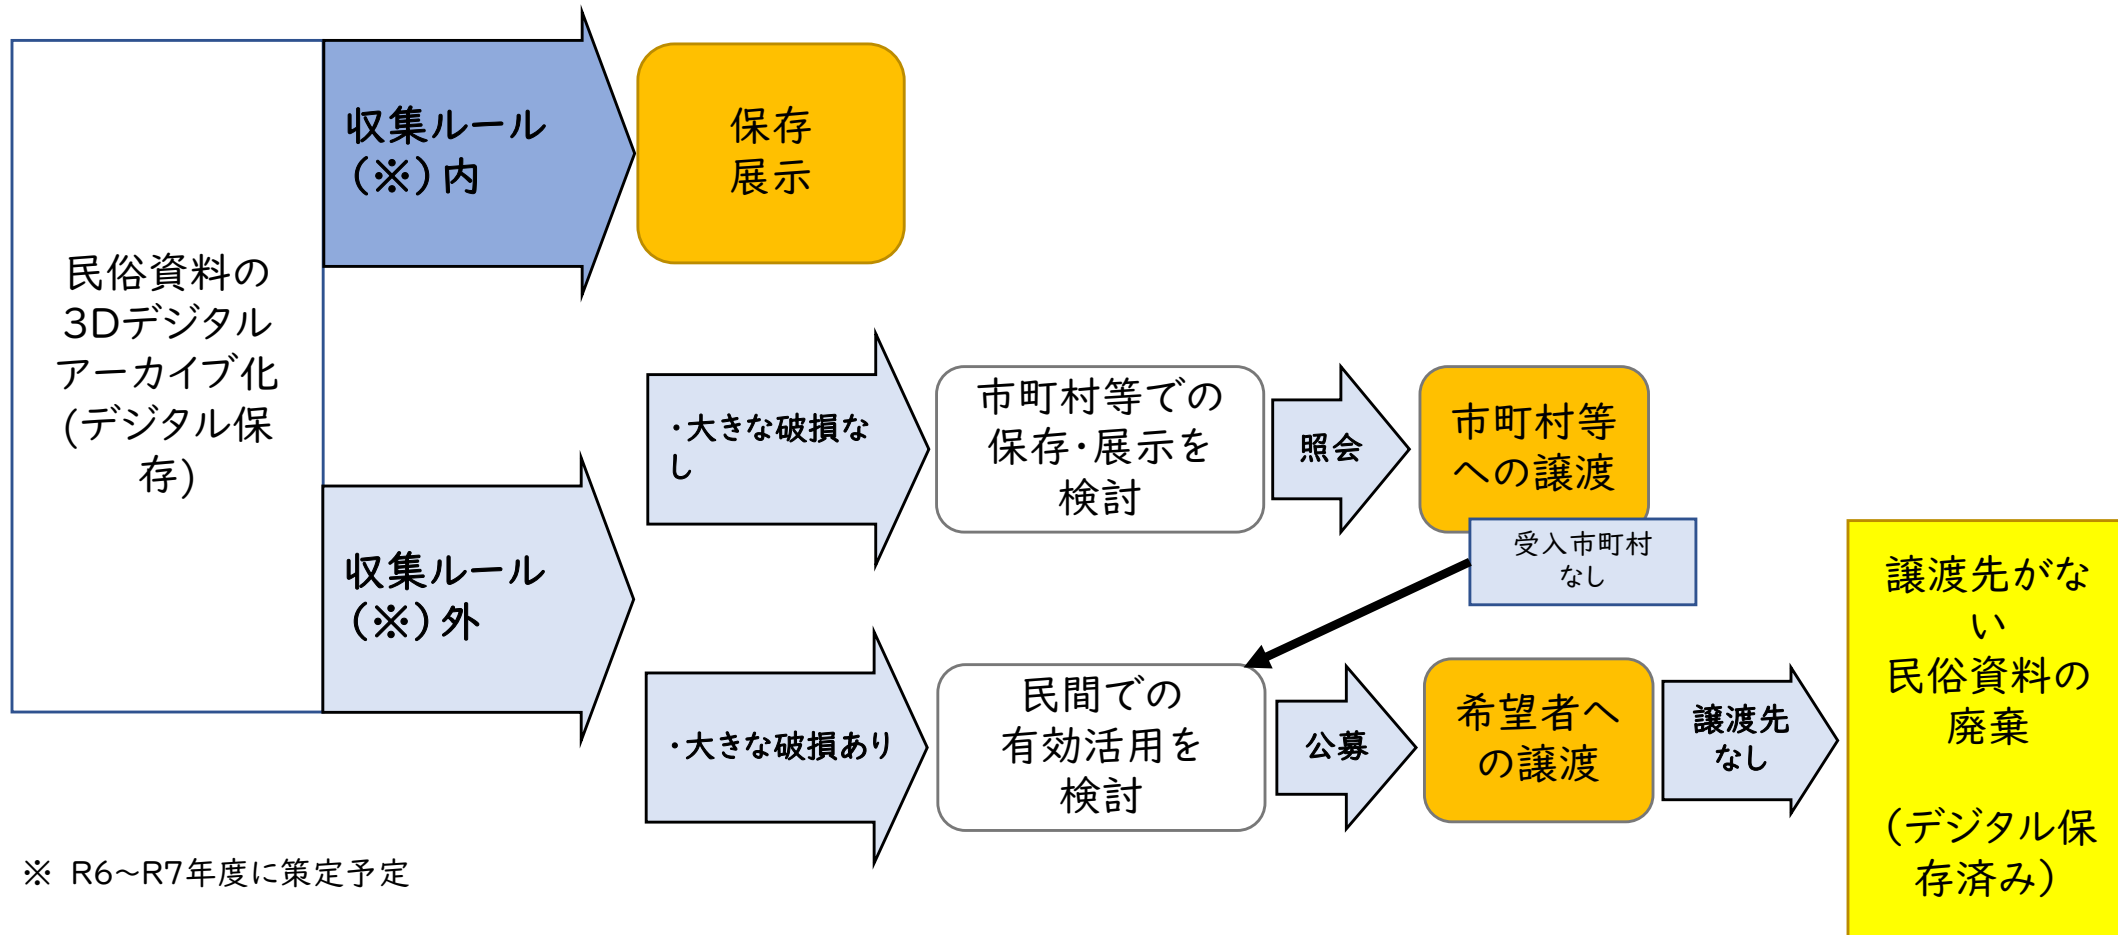 民俗資料の
3Dデジタル
アーカイブ化
(デジタル保
存)
収集ルール
(※)内
保存
展示
収集ルール
(※)外
・大きな破損な
し
市町村等での
保存・展示を
検討
照会
市町村等
への譲渡
受入市町村
なし
・大きな破損あり
民間での
有効活用を
検討
公募
希望者へ
の譲渡
譲渡先
なし
譲渡先がな
い
民俗資料の
廃棄
(デジタル保
存済み)
※ R6~R7年度に策定予定